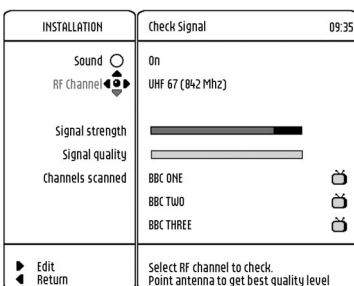 INSTALLATION
Check Signal 09:35
Sound On
RF Channel UHF 67 (842 Mhz)
Signal strength
Signal quality
Channels scanned BBC ONE
BBC TWO
BBC THREE
Edit
Return
Select RF channel to check.
Point antenna to get best quality level